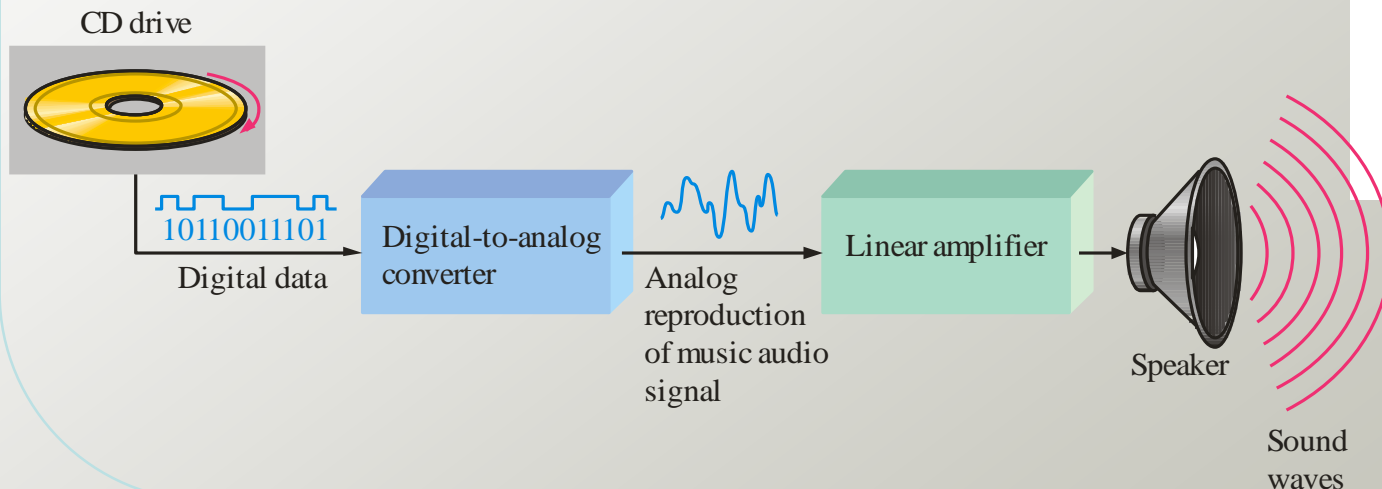 CD drive
10110011101
Digital data
Digital-to-analog
converter
Analog
reproduction
of music audio
signal
Linear amplifier
Speaker
Sound
waves